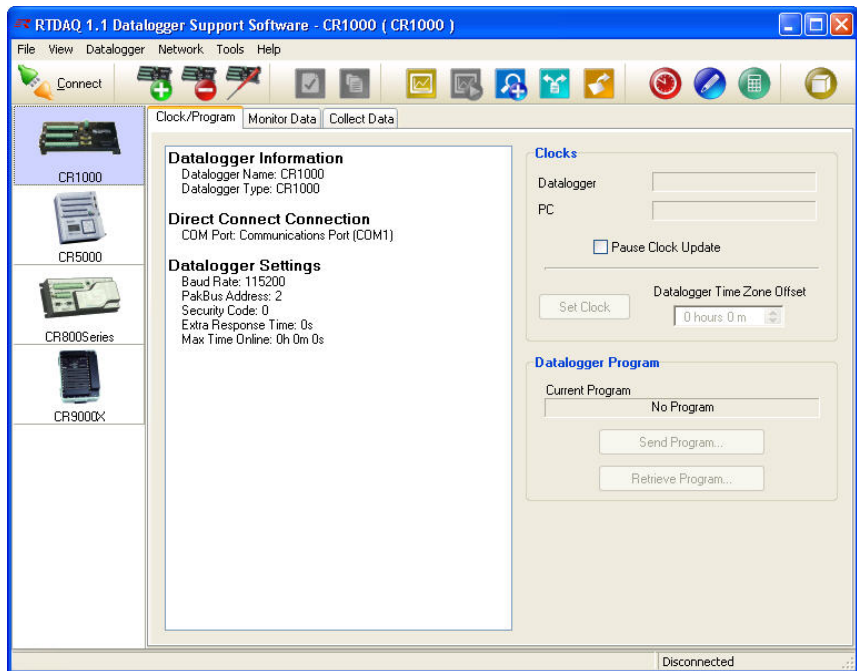 RTDAQ 1.1 Datalogger Support Software - CR1000 ( CR1000 )
File View Datalogger Network Tools Help
Connect
Clock/Program Monitor Data Collect Data
CR1000
CR5000
CR800Series
CR9000X
Datalogger Information
Datalogger Name: CR1000
Datalogger Type: CR1000
Direct Connect Connection
COM Port: Communications Port (COM1)
Datalogger Settings
Baud Rate: 115200
PakBus Address: 2
Security Code: 0
Extra Response Time: 0s
Max Time Online: 0h 0m 0s
Clocks
Datalogger
PC
Pause Clock Update
Set Clock
Datalogger Time Zone Offset
0 hours 0 m
Datalogger Program
Current Program
No Program
Send Program...
Retrieve Program...
Disconnected